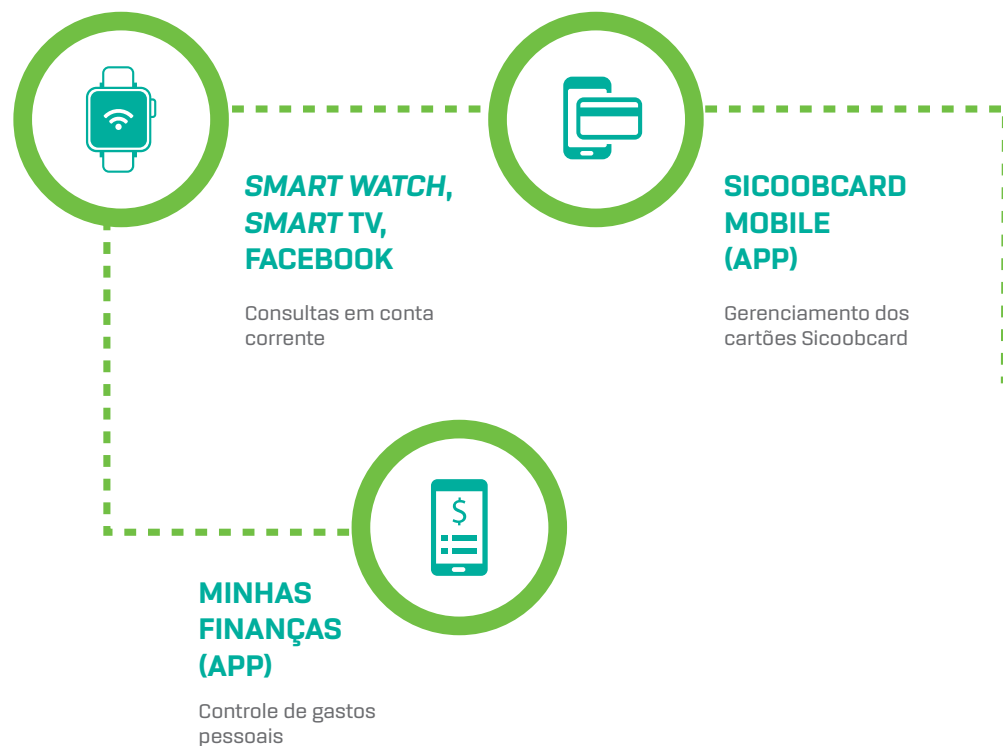 SMART WATCH,
SMART TV,
FACEBOOK
Consultas em conta
corrente
SICOOBCARD
MOBILE
(APP)
Gerenciamento dos
cartões Sicoobcard
$
MINHAS
FINANÇAS
(APP)
Controle de gastos
pessoais